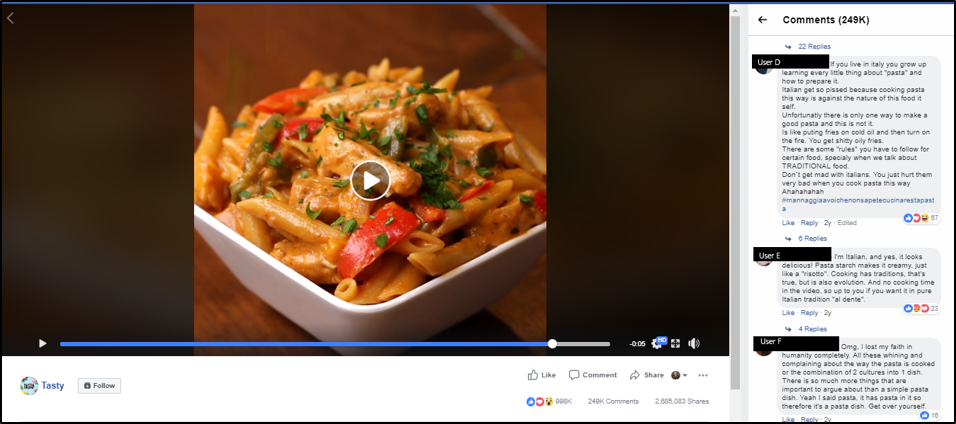 Comments (249K)
22 Replies
User D
If you live in italy you grow up
learning every little thing about "pasta" and
how to prepare it.
Italian get so pissed because cooking pasta
this way is against the nature of this food it
self.
Unfortunatly there is only one way to make a
good pasta and this is not it.
Is like puting fries on cold oil and then turn on
the fire. You get shitty oily fries.
There are some "rules" you have to follow for
certain food, specialy when we talk about
TRADITIONAL food.
Don´t get mad with italians. You just hurt them
very bad when you cook pasta this way
Ahahahahah
#mannaggiaavoichenonsapetecucinarestapast
a
Like · Reply · 2y · Edited
67
6 Replies
User E
I'm Italian, and yes, it looks
delicious! Pasta starch makes it creamy, just
like a "risotto". Cooking has traditions, that's
true, but is also evolution. And no cooking time
in the video, so up to you if you want it in pure
Italian tradition "al dente".
Like · Reply · 2y
23
4 Replies
User F
Omg, I lost my faith in
humanity completely. All these whining and
complaining about the way the pasta is cooked
or the combination of 2 cultures into 1 dish.
There is so much more things that are
important to argue about than a simple pasta
dish. Yeah I said pasta, it has pasta in it so
therefore it's a pasta dish. Get over yourself.
16
Like · Reply · 2y
-0:05 HD
Tasty
Follow
Like Comment Share
998K 249K Comments 2,685,083 Shares